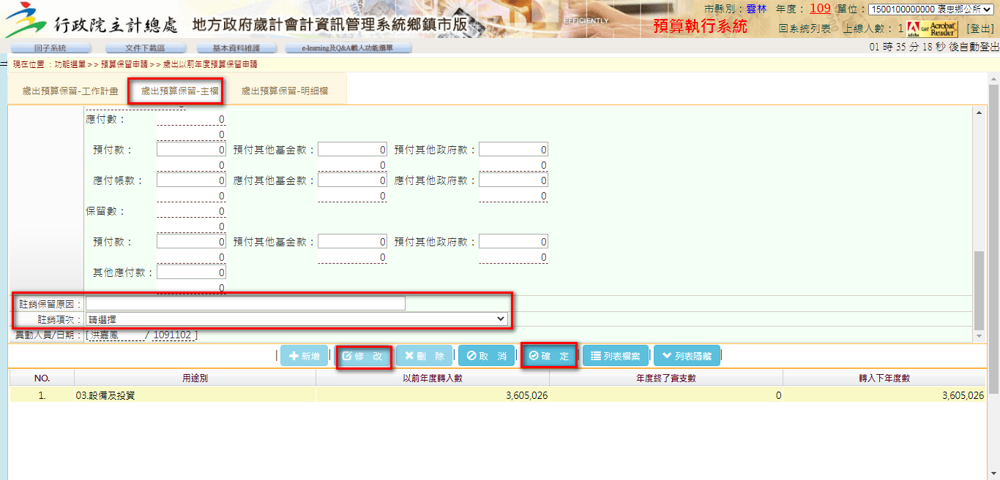 行政院主計總處 地方政府歲計會計資訊管理系統鄉鎮市版
EFFICIENTLY
預算執行系統
市縣別：雲林 年度：109 單位：1500100000000 褒忠鄉公所
回系統列表 上線人數：1 Get Adobe Acrobat Reader [登出]
回子系統 文件下載區 基本資料維護 e-learning及Q&A載入功能選單
01 時 35 分 18 秒 後自動登出
現在位置 ：功能選單>>預算保留申請>>歲出以前年度預算保留申請
歲出預算保留-工作計畫 歲出預算保留-主檔 歲出預算保留-明細檔
應付數： 0
0
預付款： 0 預付其他基金款： 0 預付其他政府款： 0
0 0 0
應付帳款： 0 應付其他基金款： 0 應付其他政府款： 0
0 0 0
保留數： 0
0
預付款： 0 預付其他基金款： 0 預付其他政府款： 0
0 0 0
其他應付款： 0
0
註銷保留原因：
註銷項次： 請選擇
異動人員/日期：[洪嘉鳳 / 1091102 ]
| 新增 | 修 改 刪 除 | 取 消 | 確 定 | 列表檔案 | 列表隱藏 |
NO. 用途別 以前年度轉入數 年度終了實支數 轉入下年度數
1. 03.設備及投資 3,605,026 0 3,605,026